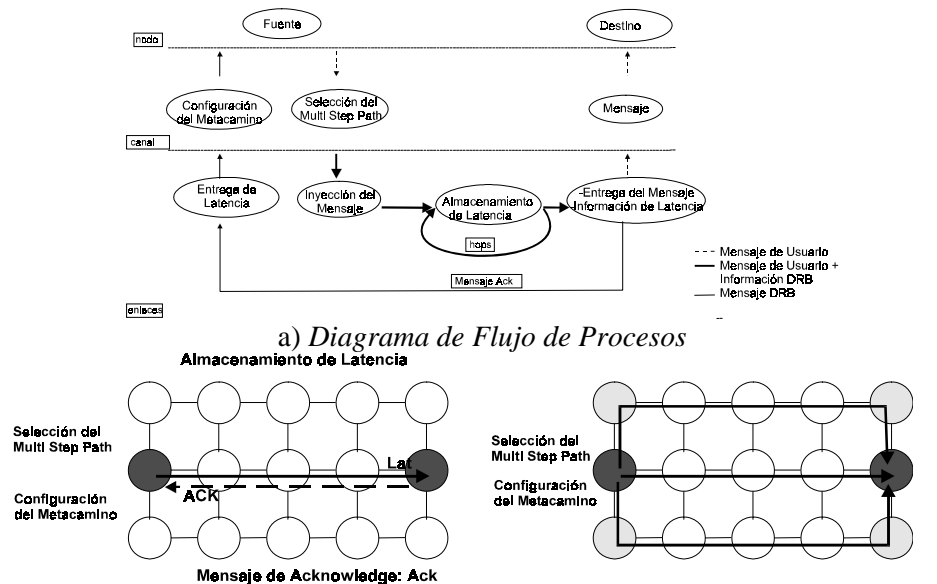 Fuente
Destino
nodo
Configuración
del Metacamino
Selección del
Multi Step Path
Mensaje
canal
Entrega de
Latencia
Inyección del
Mensaje
Almacenamiento
de Latencia
-Entrega del Mensaje
-Información de Latencia
hops
Mensaje Ack
Mensaje de Usuario
Mensaje de Usuario +
Información DRB
Mensaje DRB
enlaces
a) Diagrama de Flujo de Procesos
Almacenamiento de Latencia
Selección del
Multi Step Path
Lat
ACK
Configuración
del Metacamino
Mensaje de Acknowledge: Ack
Selección del
Multi Step Path
Configuración
del Metacamino